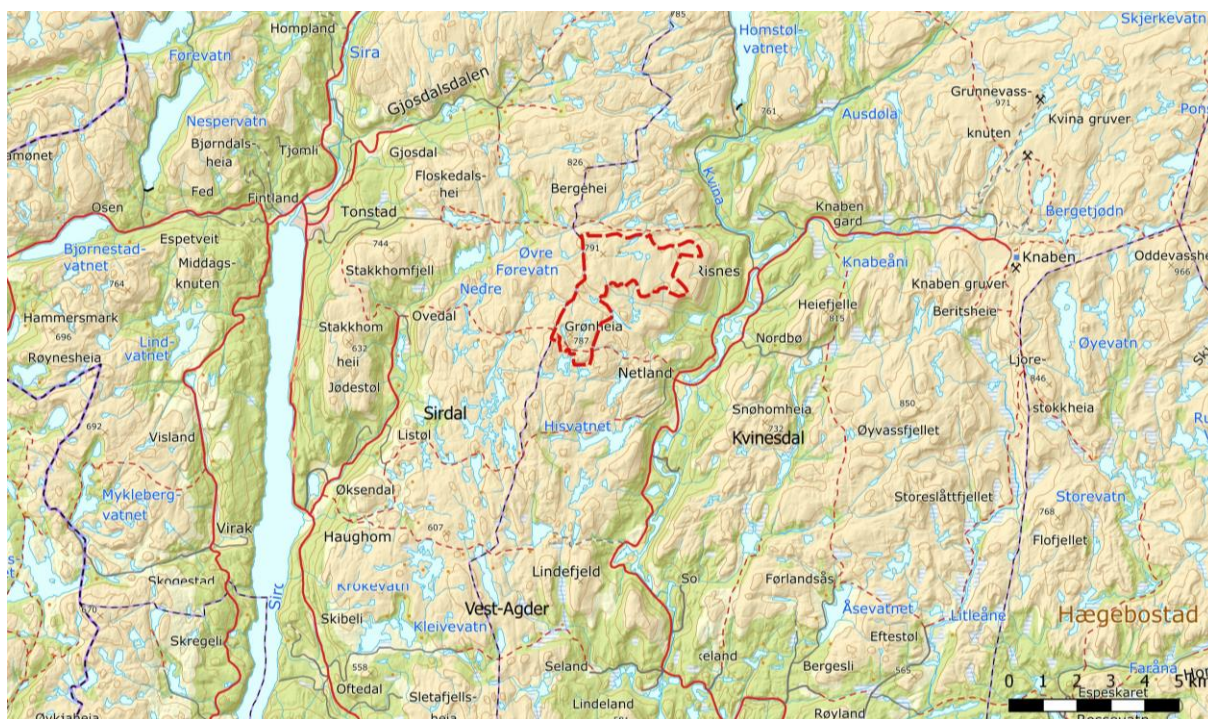 785
Skjerkevatn
Hompland
Homstøl-
vatnet
Sira
Førevatn
Gjosdalsdalen
Grunnevass-
971
761
Ausdøla
Kvina gruver
Nespervatn
knuten
Bjørndals-
heia
Tjomli
Gjosdal
826
Floskedals-
hei
Bergehei
Kvina
Fed
Fintland
Osen
Tonstad
Knaben
gard
Bergetjødn
Espetveit
Bjørnestad-
vatnet
744
Øvre
Førevatn
791
Knaben
Oddevasshe
966
Middags-
knuten
764
Stakkhomfjell
Risnes
Knabeåni
Nedre
Knaben gruver
Hammersmark
696
Ovedal
Heiefjelle
815
Beritsheie
Lind-
vatnet
Stakkhom
632
heii
Grønheia
787
Nordbø
Røynesheia
Øyevatn
Jødestøl
Netland
Ljore-
846
stokkheia
Sirdal
Snøhomheia
732
850
692
Visland
Listøl
Hisvatnet
Kvinesdal
Øyvassfjellet
Øksendal
Mykleberg-
vatnet
Storeslåttfjellet
Storevatn
607
768
Virak
Haughom
Flofjellet
Skogestad
Lindefjeld
Krokevatn
So
Førlandsås
Vest-Agder
Åsevatnet
Litleåne
Hægebostad
Skibeli
Kleivevatn
Skregeli
Eftestøl
558
Seland
Bergesli
565
Faråna
0 1 2 3 4 5 km
Oftedal
Sletafjells-
Lindeland
Røyland
Espeskaret